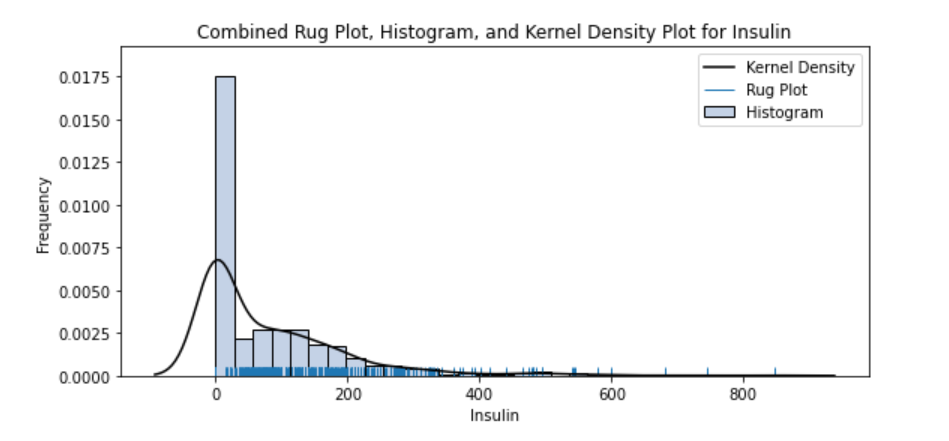 Combined Rug Plot, Histogram, and Kernel Density Plot for Insulin
Kernel Density
Rug Plot
Histogram
0.0175
0.0150
0.0125
0.0100
0.0075
0.0050
0.0025
0.0000
Frequency
0 200 400 600 800
Insulin